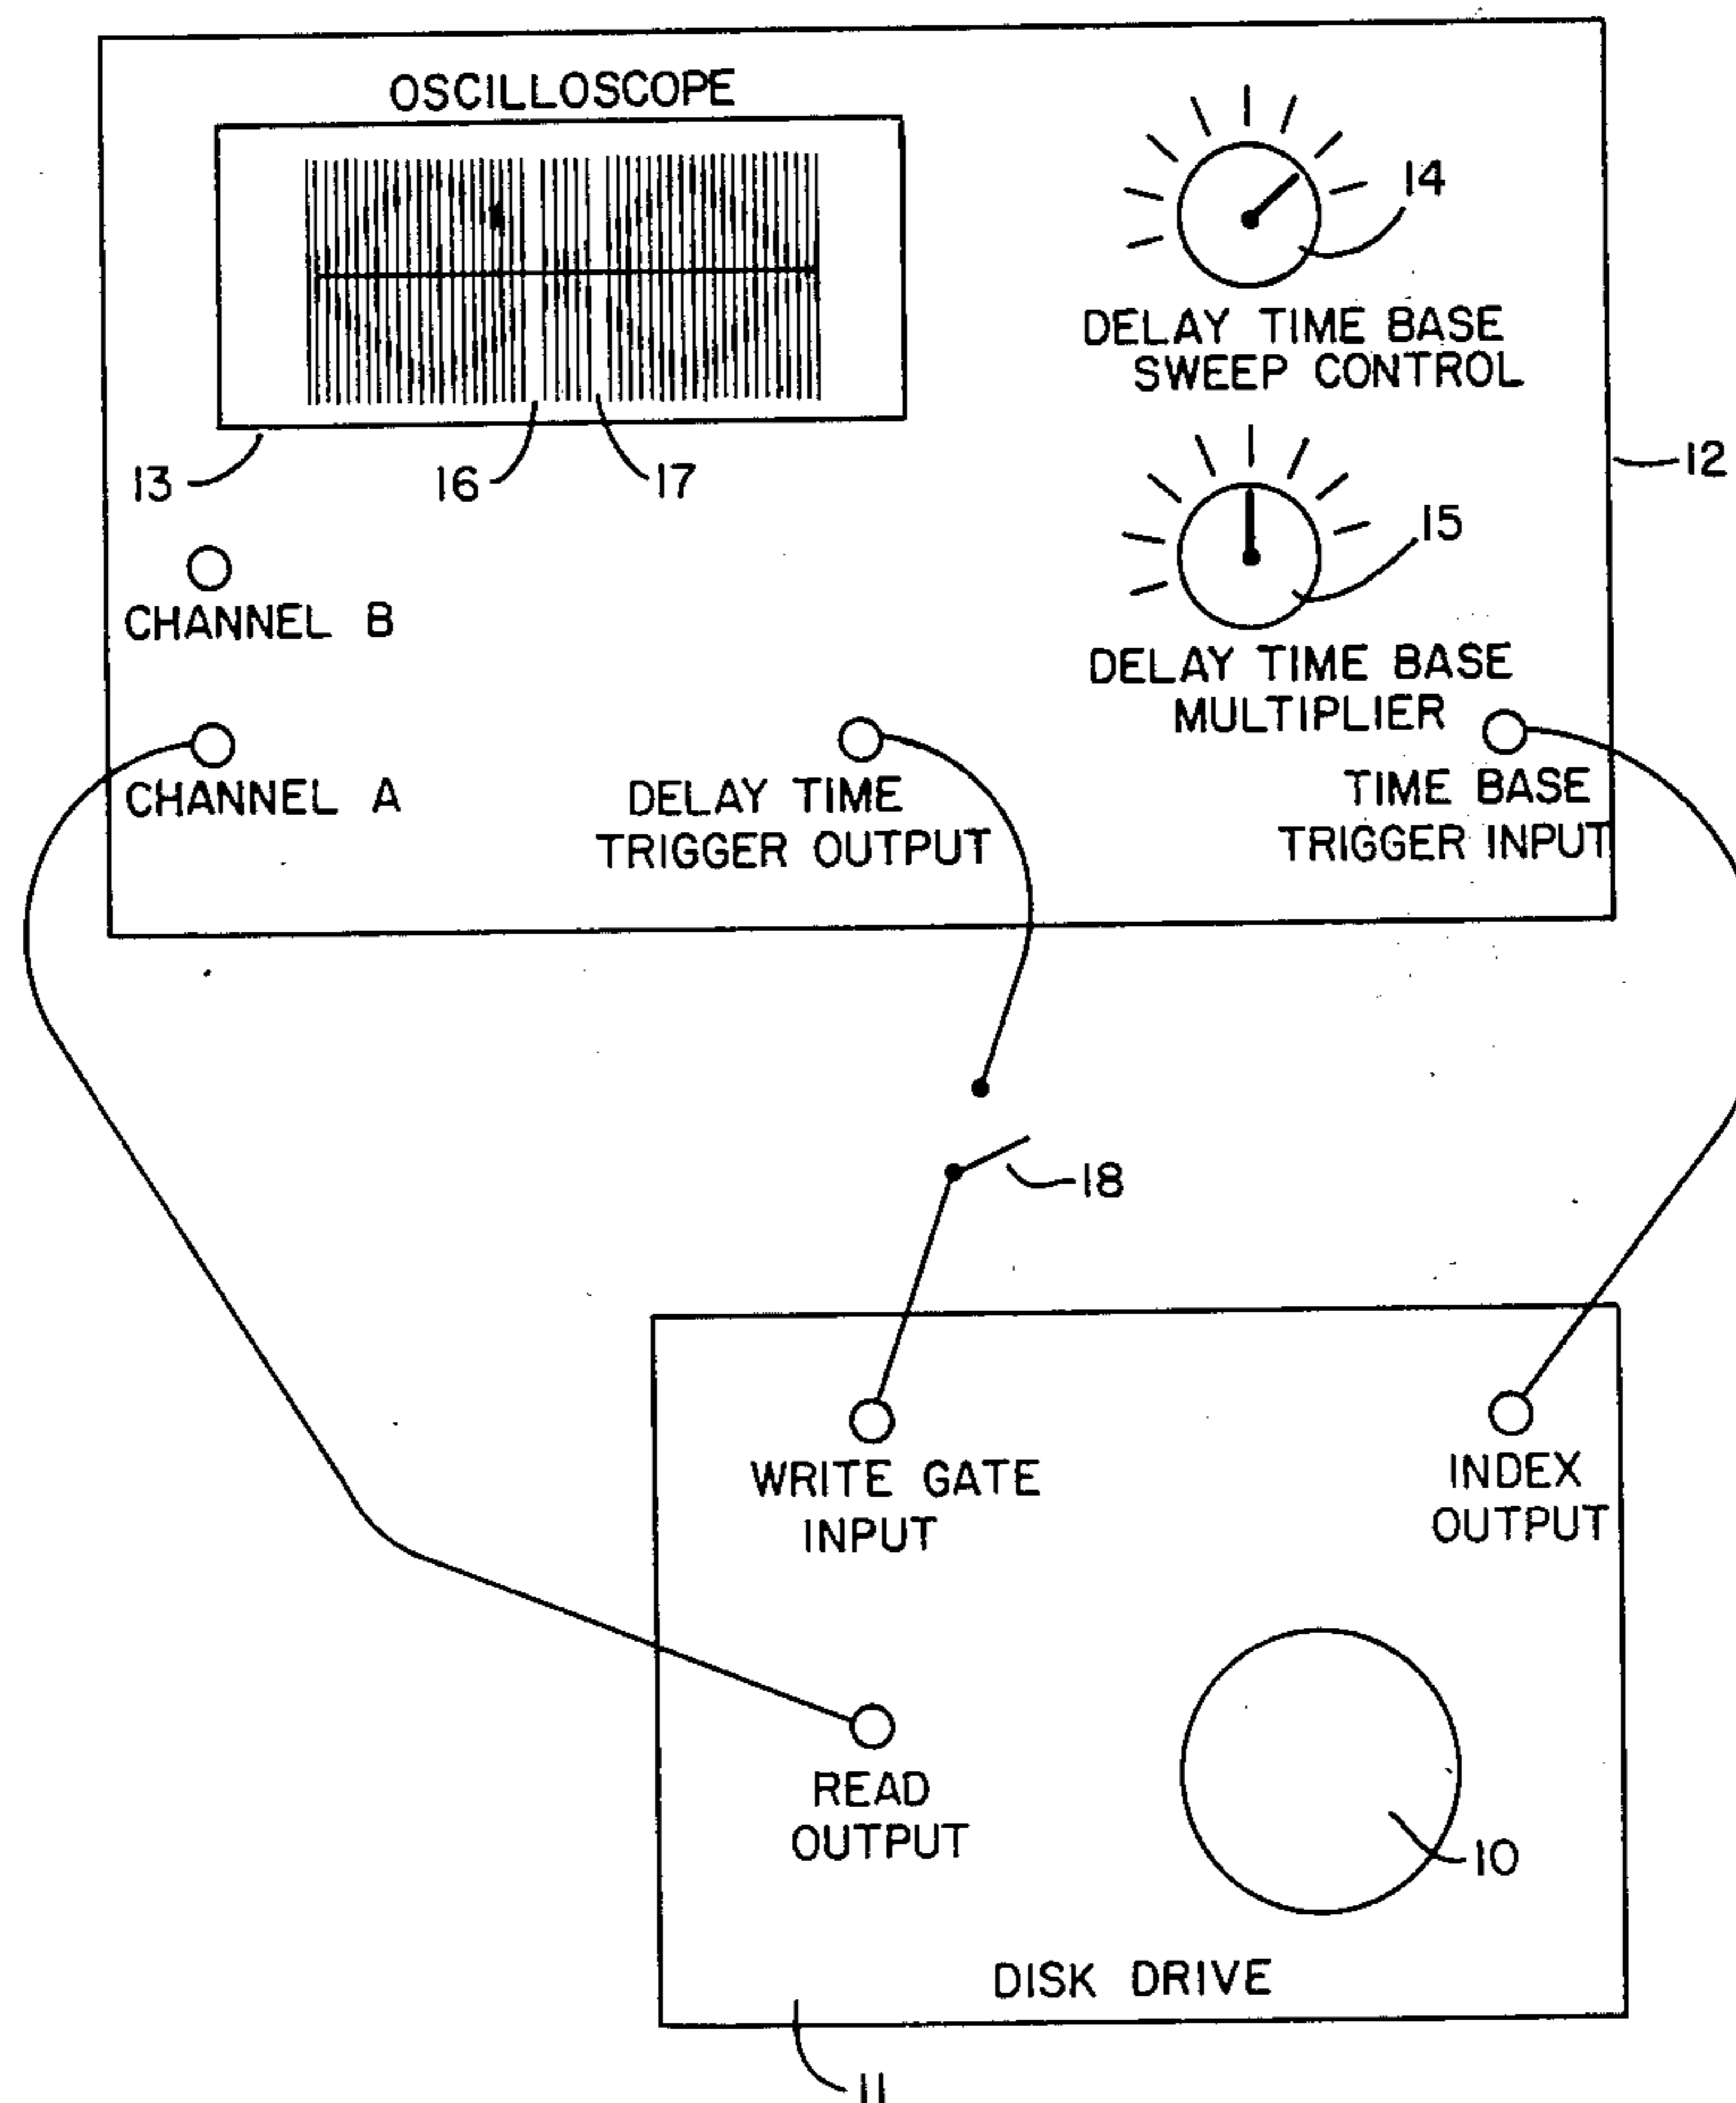 OSCILLOSCOPE
14
DELAY TIME BASE
SWEEP CONTROL
13
16
17
12
15
CHANNEL B
DELAY TIME BASE
MULTIPLIER
CHANNEL A
DELAY TIME
TRIGGER OUTPUT
TIME BASE
TRIGGER INPUT
18
WRITE GATE
INPUT
INDEX
OUTPUT
READ
OUTPUT
10
DISK DRIVE
11